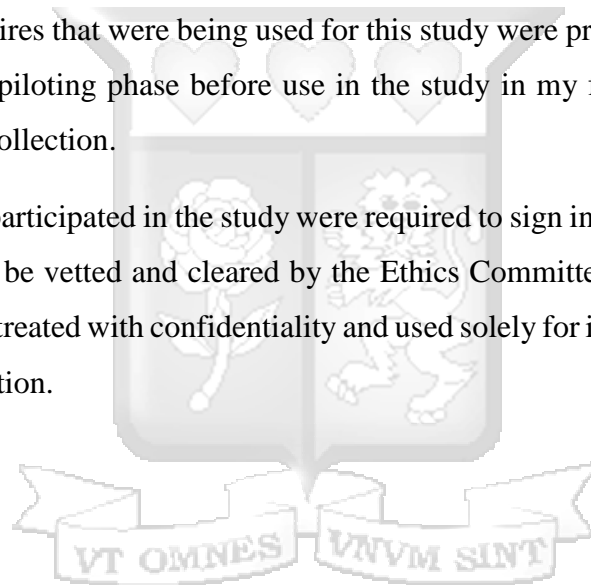 ires that were being used for this study were pr
piloting phase before use in the study in my f
ollection.
participated in the study were required to sign in
be vetted and cleared by the Ethics Committe
treated with confidentiality and used solely for i
tion.
VT OMNES VNVM SINT